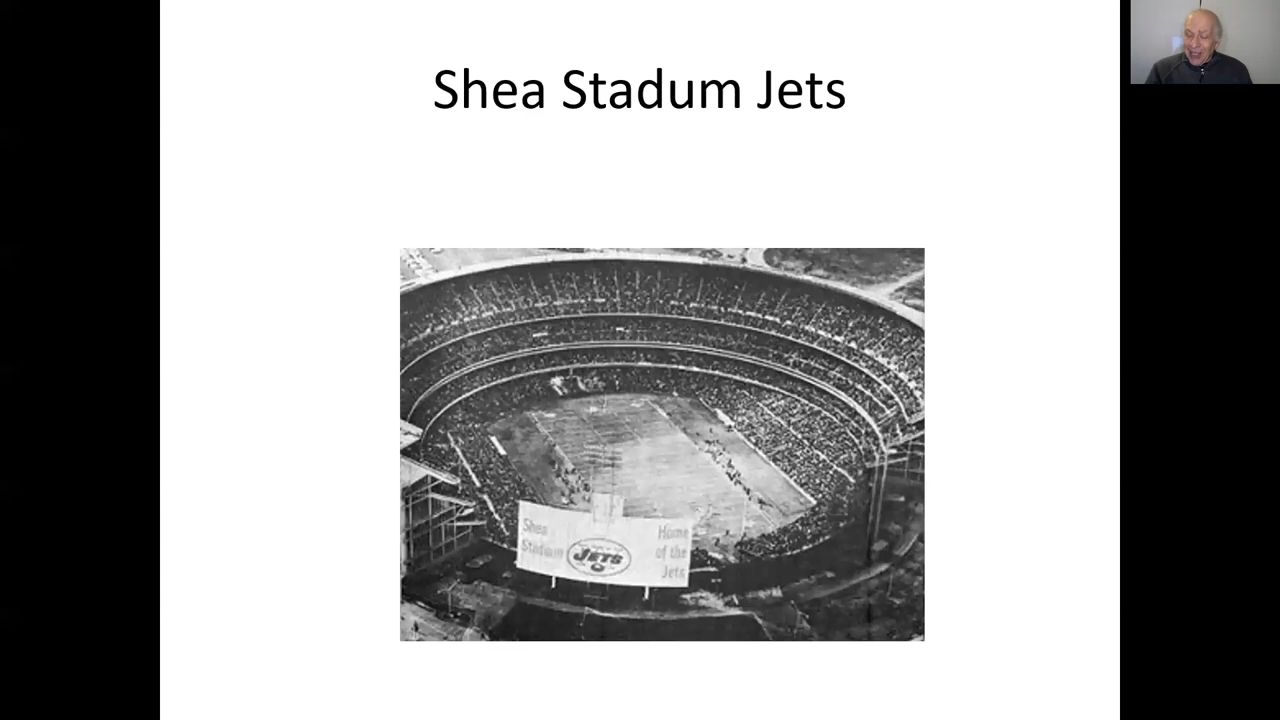 Shea Stadum Jets
Shea
Stadium
JETS
Home
of the
Jets